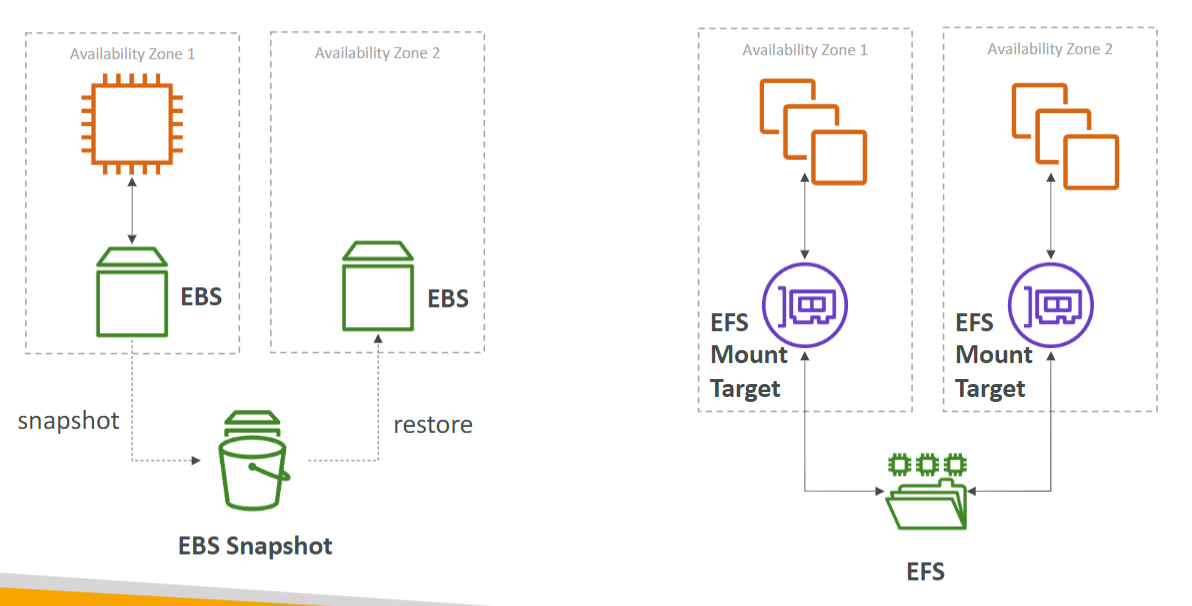 Availability Zone 1
Availability Zone 2
EBS
EBS
snapshot
restore
EBS Snapshot
Availability Zone 1
Availability Zone 2
EFS
Mount
Target
EFS
Mount
Target
EFS